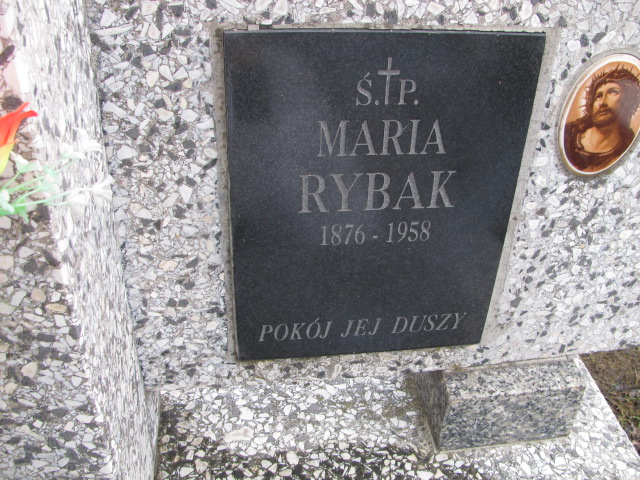 Ś.†P.
MARIA
RYBAK
1876 - 1958
POKÓJ JEJ DUSZY